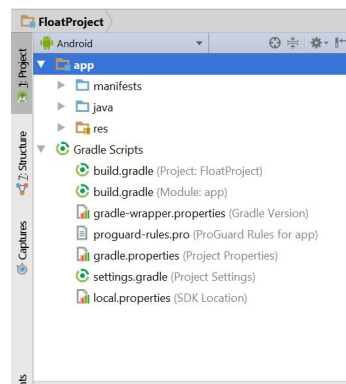 FloatProject
Android
app
manifests
java
res
Gradle Scripts
build.gradle (Project: FloatProject)
build.gradle (Module: app)
gradle-wrapper.properties (Gradle Version)
proguard-rules.pro (ProGuard Rules for app)
gradle.properties (Project Properties)
settings.gradle (Project Settings)
local.properties (SDK Location)
1: Project
7: Structure
Captures